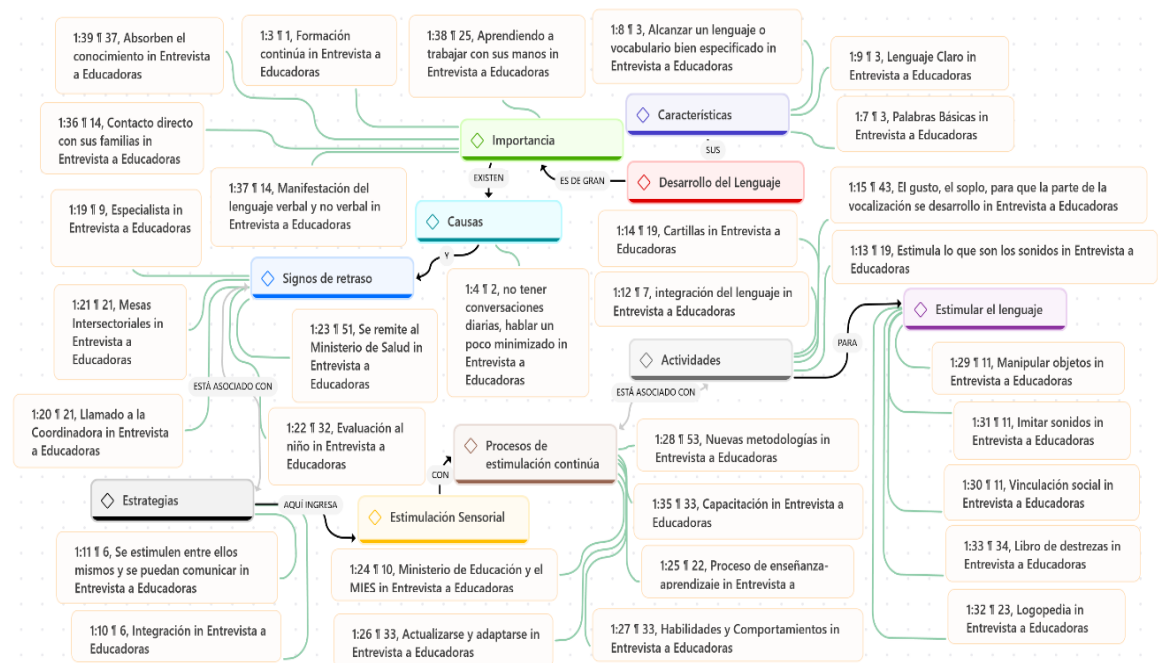 1:39 ¶ 37, Absorben el
conocimiento in Entrevista
a Educadoras
1:3 ¶ 1, Formación
continúa in Entrevista a
Educadoras
1:38 ¶ 25, Aprendiendo a
trabajar con sus manos in
Entrevista a Educadoras
1:8 ¶ 3, Alcanzar un lenguaje o
vocabulario bien especificado in
Entrevista a Educadoras
1:9 ¶ 3, Lenguaje Claro in
Entrevista a Educadoras
1:7 ¶ 3, Palabras Básicas in
Entrevista a Educadoras
Características
SUS
Importancia
1:36 ¶ 14, Contacto directo
con sus familias in
Entrevista a Educadoras
EXISTEN
ES DE GRAN
Desarrollo del Lenguaje
1:37 ¶ 14, Manifestación del
lenguaje verbal y no verbal in
Entrevista a Educadoras
1:19 ¶ 9, Especialista in
Entrevista a Educadoras
Causas
Y
1:15 ¶ 43, El gusto, el soplo, para que la parte de la
vocalización se desarrollo in Entrevista a Educadoras
1:14 ¶ 19, Cartillas in Entrevista a
Educadoras
1:13 ¶ 19, Estimula lo que son los sonidos in Entrevista a
Educadoras
Signos de retraso
1:4 ¶ 2, no tener
conversaciones
diarias, hablar un
poco minimizado in
Entrevista a
Educadoras
1:12 ¶ 7, integración del lenguaje in
Entrevista a Educadoras
1:21 ¶ 21, Mesas
Intersectoriales in
Entrevista a
Educadoras
1:23 ¶ 51, Se remite al
Ministerio de Salud in
Entrevista a
Educadoras
Estimular el lenguaje
PARA
Actividades
ESTÁ ASOCIADO CON
ESTÁ ASOCIADO CON
1:29 ¶ 11, Manipular objetos in
Entrevista a Educadoras
1:20 ¶ 21, Llamado a la
Coordinadora in Entrevista
a Educadoras
1:22 ¶ 32, Evaluación al
niño in Entrevista a
Educadoras
Procesos de
estimulación continúa
CON
1:28 ¶ 53, Nuevas metodologías in
Entrevista a Educadoras
1:31 ¶ 11, Imitar sonidos in
Entrevista a Educadoras
Estrategias
AQUÍ INGRESA
Estimulación Sensorial
1:35 ¶ 33, Capacitación in Entrevista a
Educadoras
1:30 ¶ 11, Vinculación social in
Entrevista a Educadoras
1:11 ¶ 6, Se estimulen entre ellos
mismos y se puedan comunicar in
Entrevista a Educadoras
1:24 ¶ 10, Ministerio de Educación y el
MIES in Entrevista a Educadoras
1:25 ¶ 22, Proceso de enseñanza-
aprendizaje in Entrevista a
1:33 ¶ 34, Libro de destrezas in
Entrevista a Educadoras
1:10 ¶ 6, Integración in Entrevista a
Educadoras
1:26 ¶ 33, Actualizarse y adaptarse in
Entrevista a Educadoras
1:27 ¶ 33, Habilidades y Comportamientos in
Entrevista a Educadoras
1:32 ¶ 23, Logopedia in
Entrevista a Educadoras